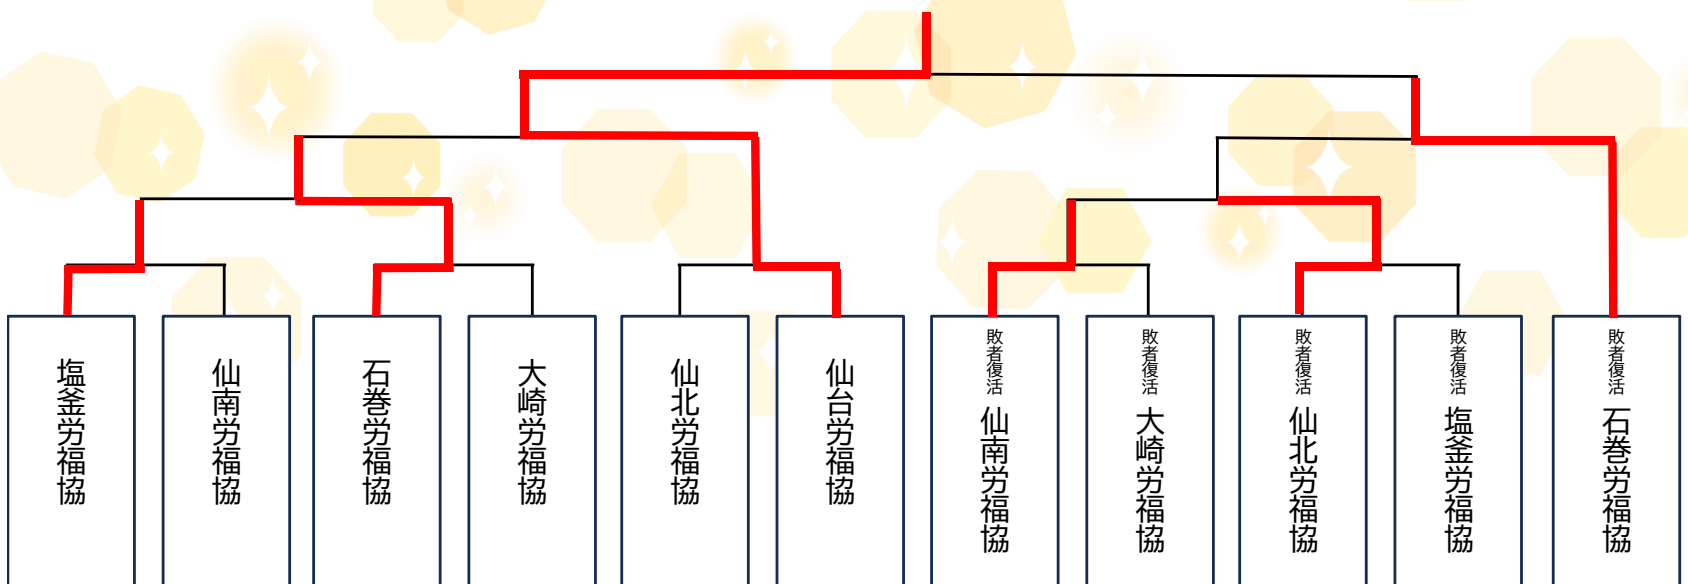 塩釜労福協
仙南労福協
石巻労福協
大崎労福協
仙北労福協
仙台労福協
敗者復活 仙南労福協
敗者復活 大崎労福協
敗者復活 仙北労福協
敗者復活 塩釜労福協
敗者復活 石巻労福協